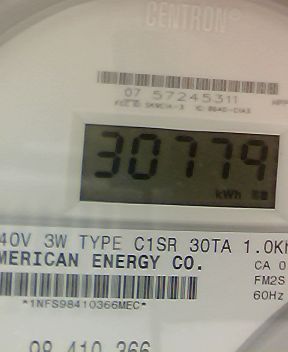 CENTRON®
07 57245311
30779
kWh
40V 3W TYPE C1SR 30TA 1.0K
MERICAN ENERGY CO.
CA 0
FM2S
*1NFS98410366MEC*
60Hz
98 410 366